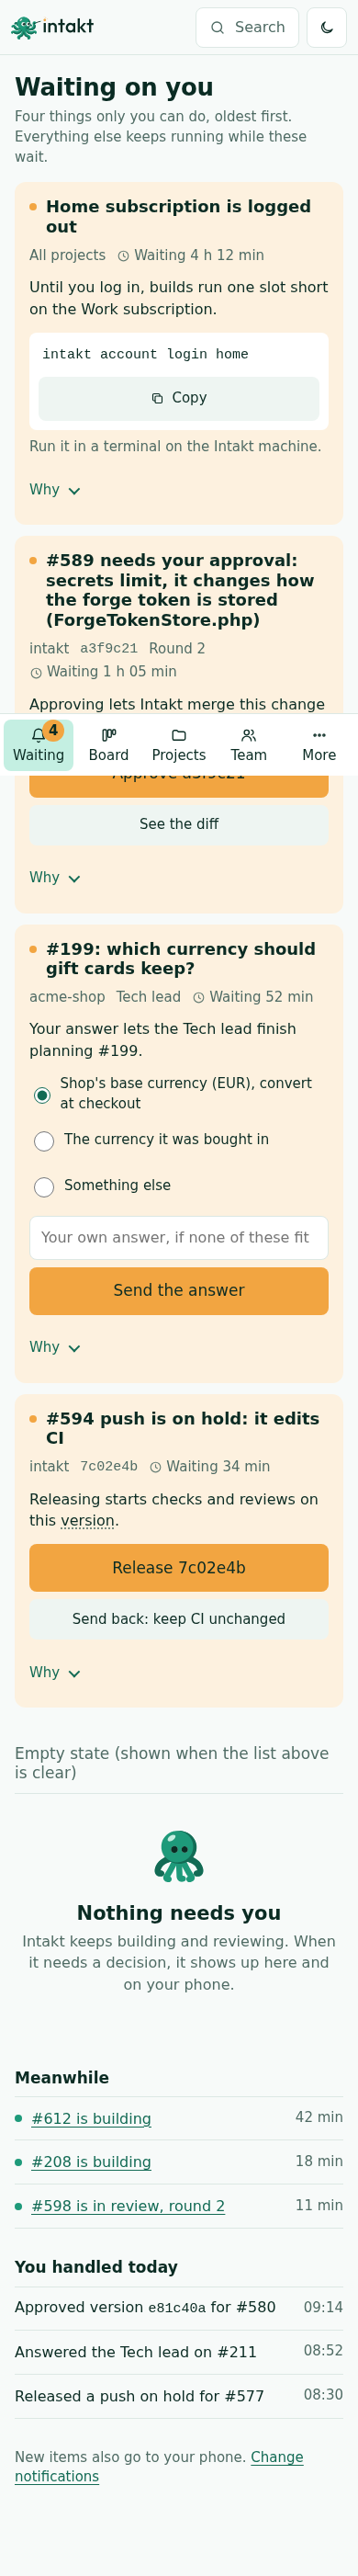 intakt
Search
Waiting on you
Four things only you can do, oldest first.
Everything else keeps running while these
wait.
Home subscription is logged
out
All projects Waiting 4 h 12 min
Until you log in, builds run one slot short
on the Work subscription.
intakt account login home
Copy
Run it in a terminal on the Intakt machine.
Why
#589 needs your approval:
secrets limit, it changes how
the forge token is stored
(ForgeTokenStore.php)
intakt a3f9c21 Round 2
Waiting 1 h 05 min
Approving lets Intakt merge this change
4
Waiting Board Projects Team More
See the diff
Why
#199: which currency should
gift cards keep?
acme-shop Tech lead Waiting 52 min
Your answer lets the Tech lead finish
planning #199.
Shop's base currency (EUR), convert
at checkout
The currency it was bought in
Something else
Your own answer, if none of these fit
Send the answer
Why
#594 push is on hold: it edits
CI
intakt 7c02e4b Waiting 34 min
Releasing starts checks and reviews on
this version.
Release 7c02e4b
Send back: keep CI unchanged
Why
Empty state (shown when the list above
is clear)
Nothing needs you
Intakt keeps building and reviewing. When
it needs a decision, it shows up here and
on your phone.
Meanwhile
#612 is building 42 min
#208 is building 18 min
#598 is in review, round 2 11 min
You handled today
Approved version e81c40a for #580 09:14
Answered the Tech lead on #211 08:52
Released a push on hold for #577 08:30
New items also go to your phone. Change
notifications